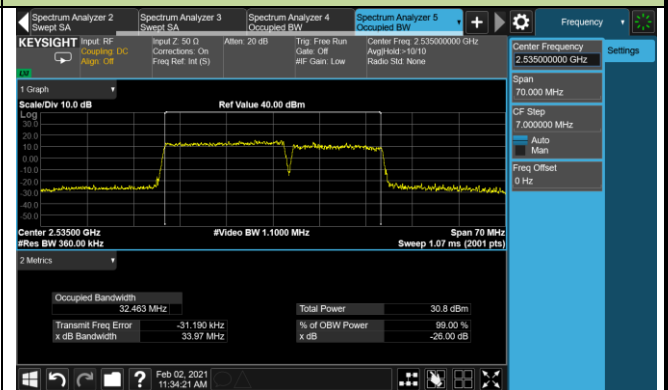 Spectrum Analyzer 2
Swept SA
Spectrum Analyzer 3
Swept SA
Spectrum Analyzer 4
Occupied BW
Spectrum Analyzer 5
Occupied BW
Frequency
KEYSIGHT
Input: RF
Coupling: DC
Align: Off
Input Z: 50 Ω
Corrections: On
Freq Ref: Int (S)
Atten: 20 dB
Trig: Free Run
Gate: Off
#IF Gain: Low
Center Freq: 2.535000000 GHz
Avg|Hold:>10/10
Radio Std: None
Center Frequency
2.535000000 GHz
Settings
Span
70.000 MHz
CF Step
7.000000 MHz
Auto
Man
Freq Offset
0 Hz
1 Graph
Scale/Div 10.0 dB
Ref Value 40.00 dBm
Log
30.0
20.0
10.0
0.00
-10.0
-20.0
-30.0
-40.0
-50.0
Center 2.53500 GHz
#Video BW 1.1000 MHz
Span 70 MHz
#Res BW 360.00 kHz
Sweep 1.07 ms (2001 pts)
2 Metrics
Occupied Bandwidth
32.463 MHz
Total Power
30.8 dBm
Transmit Freq Error
-31.190 kHz
% of OBW Power
99.00 %
x dB Bandwidth
33.97 MHz
x dB
-26.00 dB
?
Feb 02, 2021
11:34:21 AM